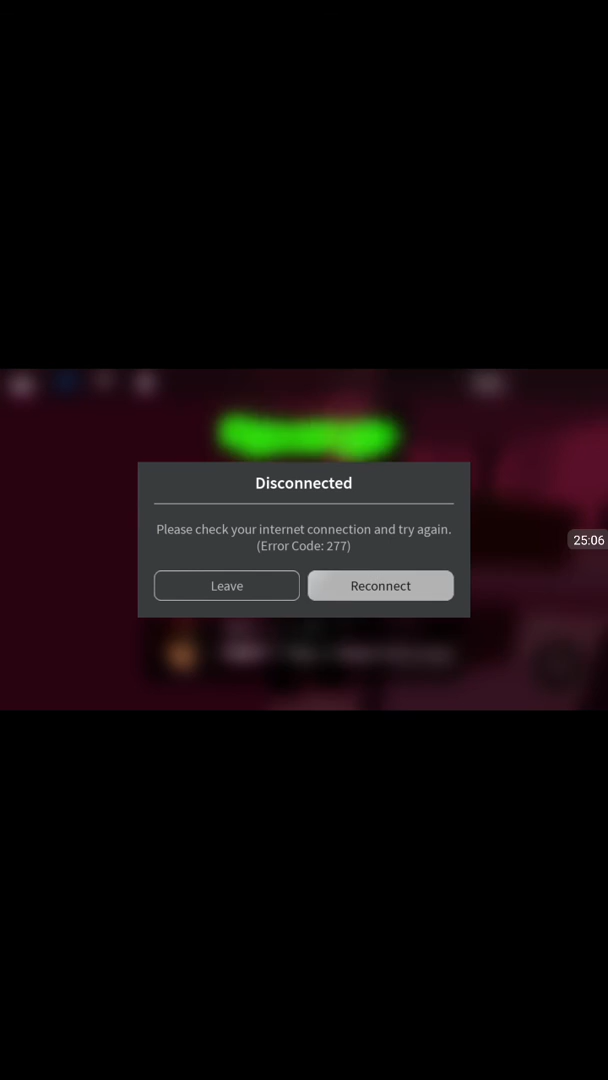 Disconnected
Please check your internet connection and try again.
(Error Code: 277)
25:06
Leave
Reconnect